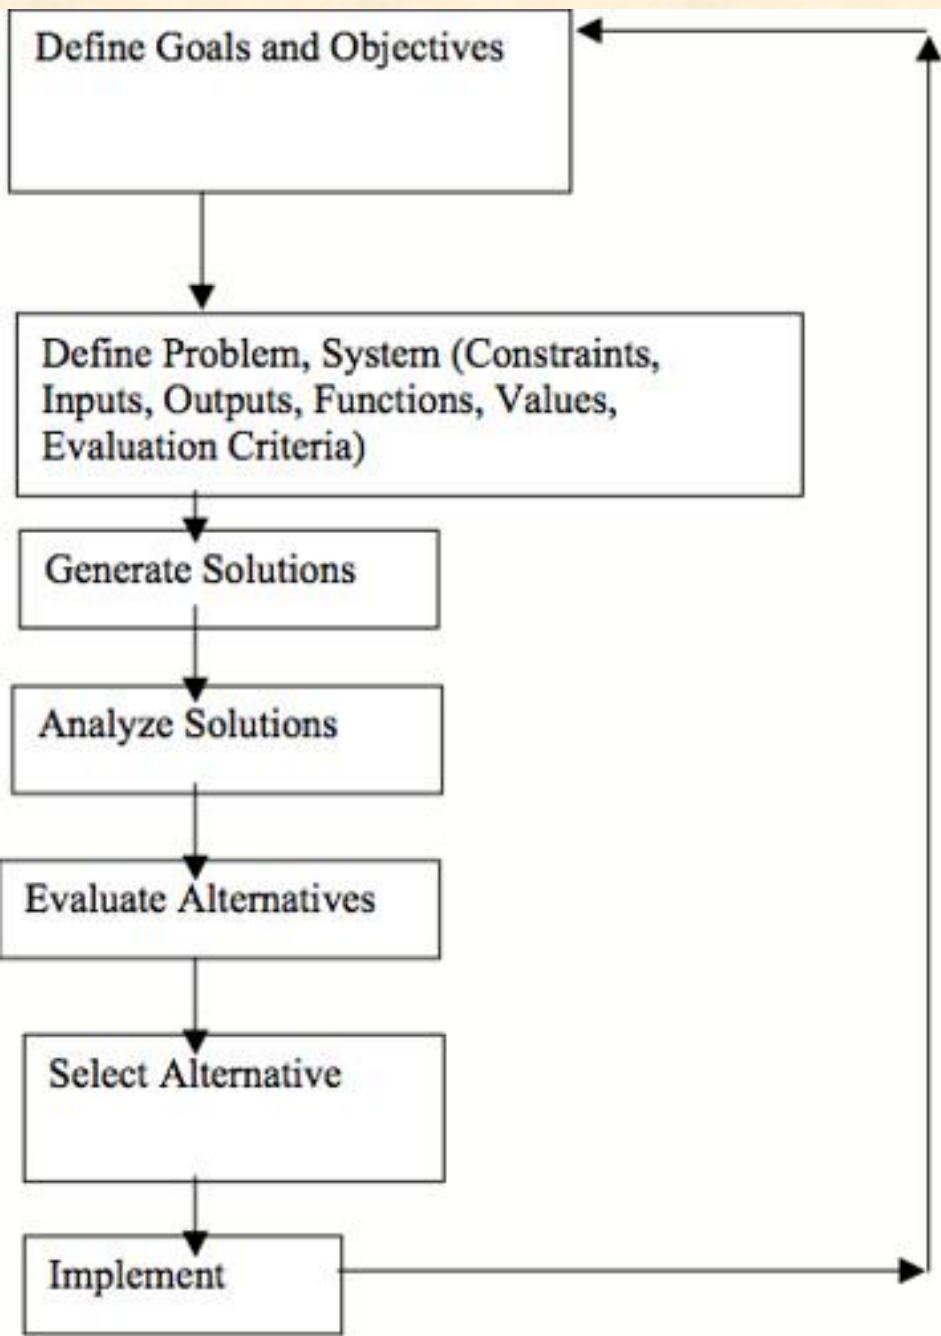 Define Goals and Objectives
Define Problem, System (Constraints,
Inputs, Outputs, Functions, Values,
Evaluation Criteria)
Generate Solutions
Analyze Solutions
Evaluate Alternatives
Select Alternative
Implement